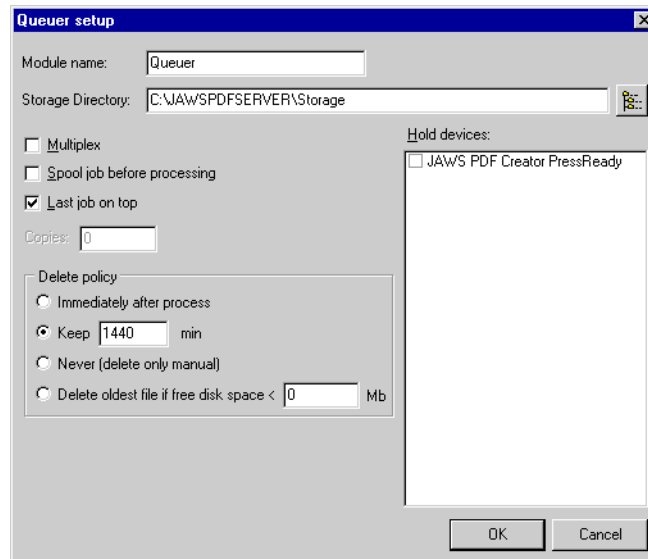 Queuer setup
Module name: Queuer
Storage Directory: C:\JAWSPDFSERVER\Storage
Multiplex
Spool job before processing
Last job on top
Copies: 0
Delete policy
Immediately after process
Keep 1440 min
Never (delete only manual)
Delete oldest file if free disk space < 0 Mb
Hold devices:
JAWS PDF Creator PressReady
OK Cancel